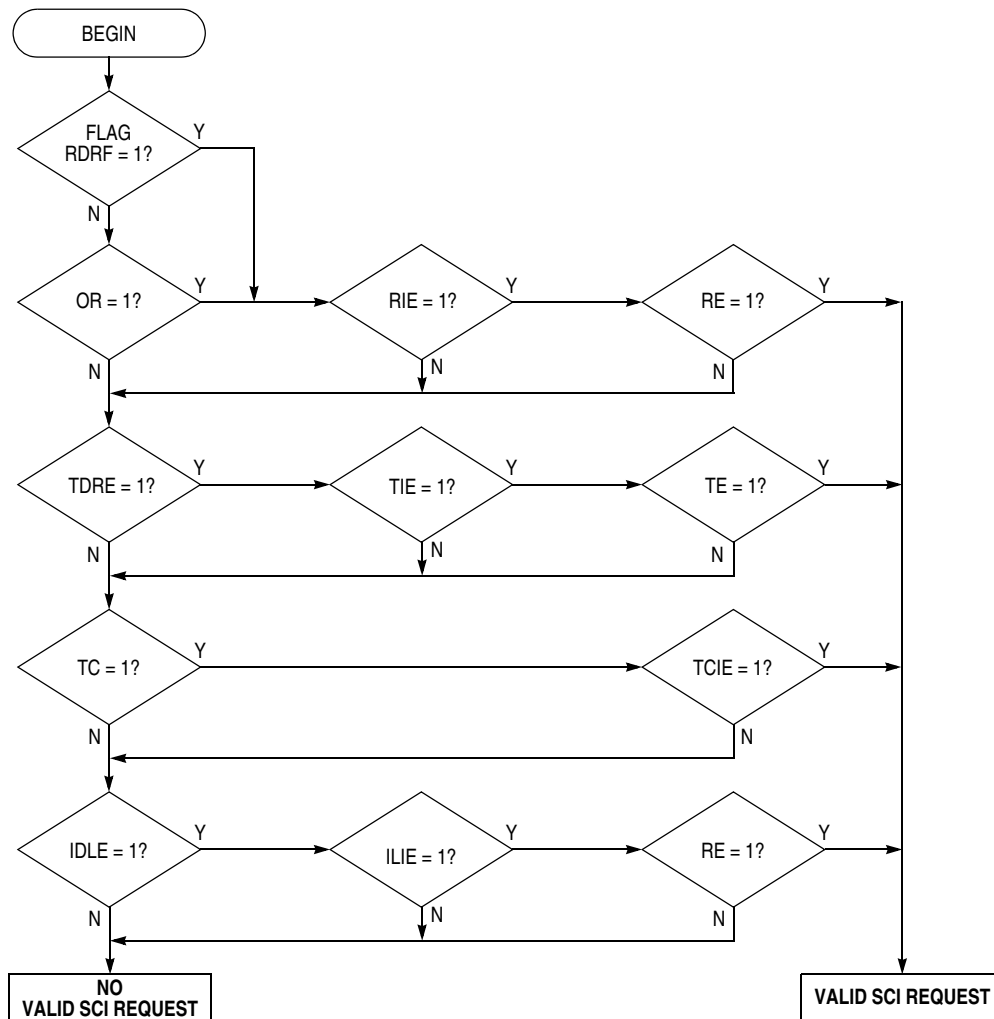 BEGIN
FLAG
RDRF = 1?
Y
N
OR = 1?
Y
RIE = 1?
Y
RE = 1?
Y
N
N
N
TDRE = 1?
Y
TIE = 1?
Y
TE = 1?
Y
N
N
N
TC = 1?
Y
TCIE = 1?
Y
N
N
IDLE = 1?
Y
ILIE = 1?
Y
RE = 1?
Y
N
N
N
NO
VALID SCI REQUEST
VALID SCI REQUEST